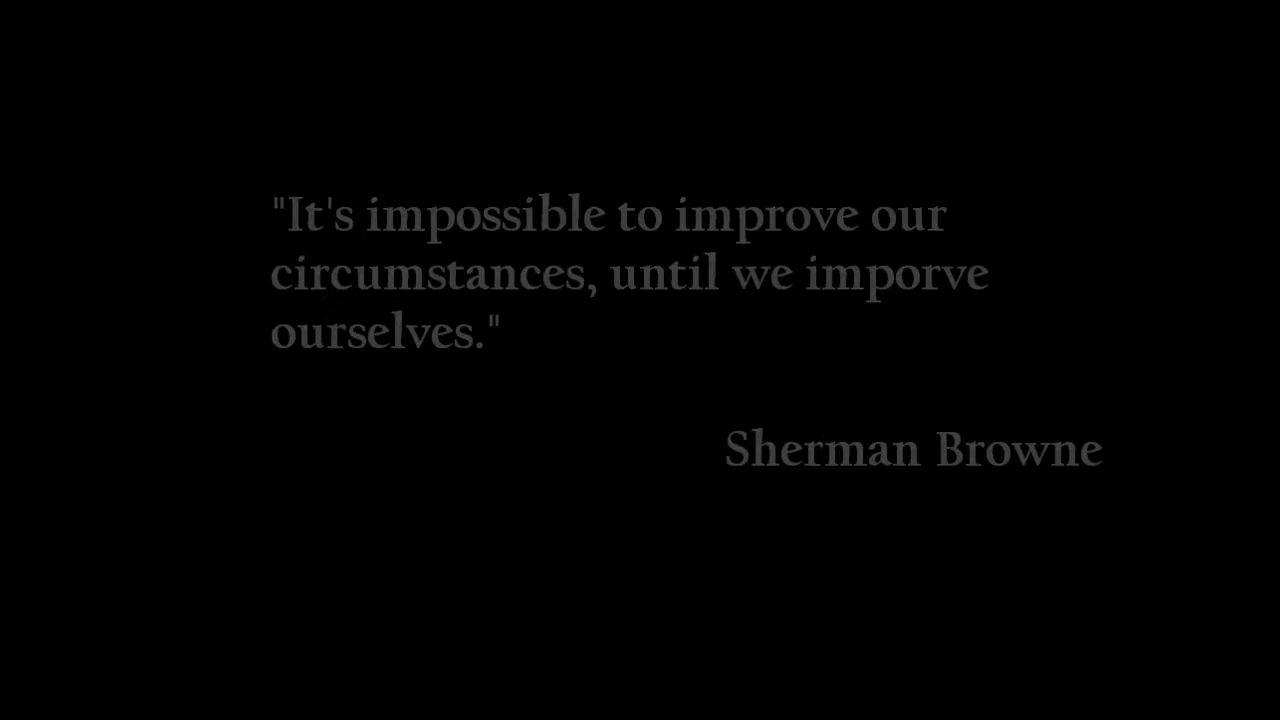 "It's impossible to improve our
circumstances, until we imporve
ourselves."
Sherman Browne